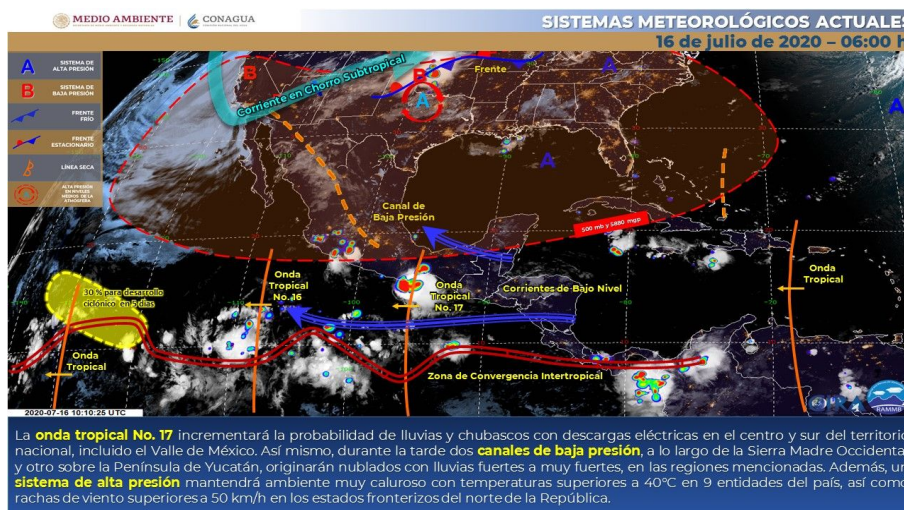 MEDIO AMBIENTE
CONAGUA
SISTEMAS METEOROLÓGICOS ACTUALES
16 de julio de 2020 – 06:00 h
A SISTEMA DE ALTA PRESIÓN
B SISTEMA DE BAJA PRESIÓN
FRENTE FRÍO
FRENTE ESTACIONARIO
LÍNEA SECA
ALTA PRESIÓN EN NIVELES MEDIOS DE LA ATMOSFERA
B
Corriente en Chorro Subtropical
B
A
Frente
A
A
A
Canal de
Baja Presión
500 mb y 5880 mgp
30 % para desarrollo
ciclónico en 5 días
Onda
Tropical
No. 16
Onda
Tropical
No. 17
Corrientes de Bajo Nivel
Onda
Tropical
Onda
Tropical
Zona de Convergencia Intertropical
RAMMB
2020-07-16 10:10:25 UTC
La onda tropical No. 17 incrementará la probabilidad de lluvias y chubascos con descargas eléctricas en el centro y sur del territorio
nacional, incluido el Valle de México. Así mismo, durante la tarde dos canales de baja presión, a lo largo de la Sierra Madre Occidental
y otro sobre la Península de Yucatán, originarán nublados con lluvias fuertes a muy fuertes, en las regiones mencionadas. Además, un
sistema de alta presión mantendrá ambiente muy caluroso con temperaturas superiores a 40°C en 9 entidades del país, así como
rachas de viento superiores a 50 km/h en los estados fronterizos del norte de la República.